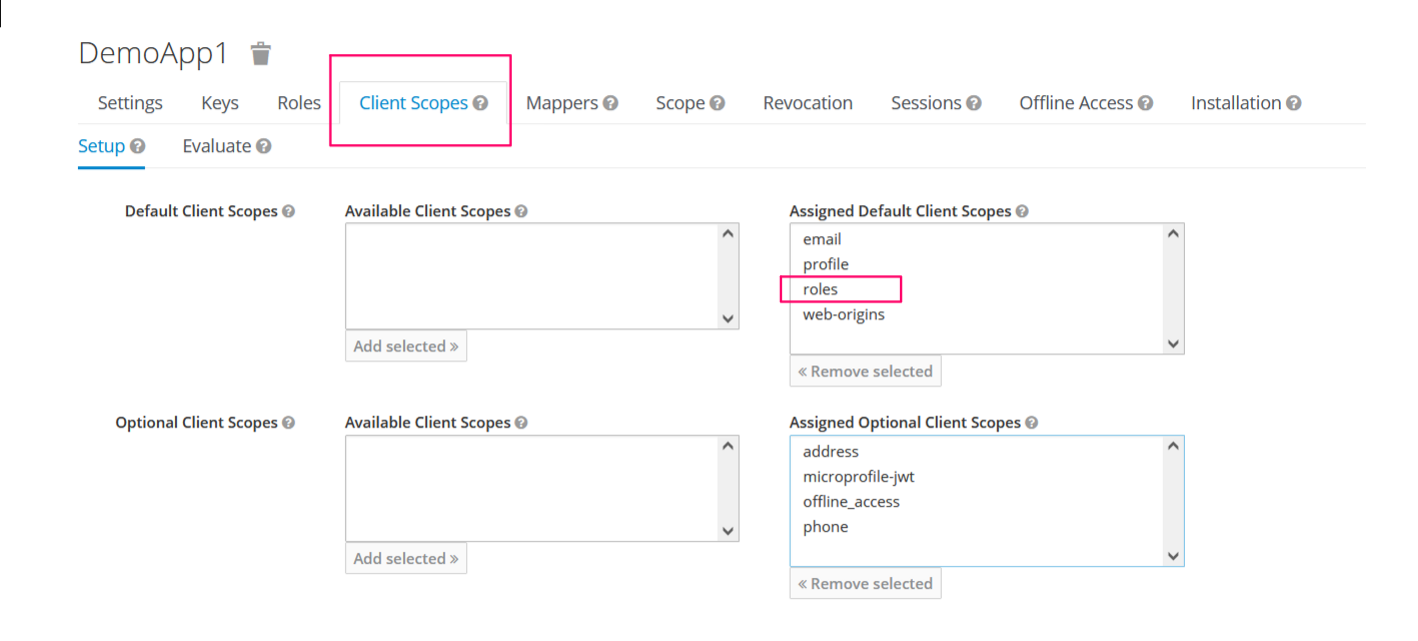 DemoApp1
Settings Keys Roles Client Scopes Mappers Scope Revocation Sessions Offline Access Installation
Setup Evaluate
Default Client Scopes Available Client Scopes Assigned Default Client Scopes
email
profile
roles
web-origins
Add selected »
« Remove selected
Optional Client Scopes Available Client Scopes Assigned Optional Client Scopes
address
microprofile-jwt
offline_access
phone
Add selected »
« Remove selected